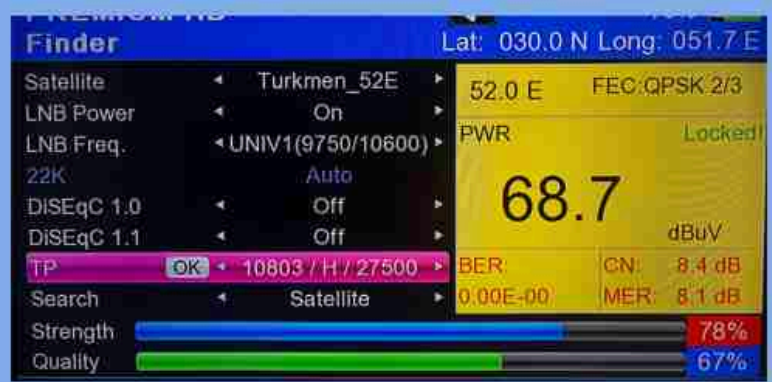 PREMIUM HD
Finder
Lat: 030.0 N Long: 051.7 E
Satellite Turkmen_52E
LNB Power On
LNB Freq. UNIV1(9750/10600)
22K Auto
DiSEqC 1.0 Off
DiSEqC 1.1 Off
TP OK 10803 / H / 27500
Search Satellite
Strength 78%
Quality 67%
52.0 E FEC:QPSK 2/3
PWR Locked!
68.7
dBuV
BER: CN: 8.4 dB
0.00E-00 MER: 8.1 dB